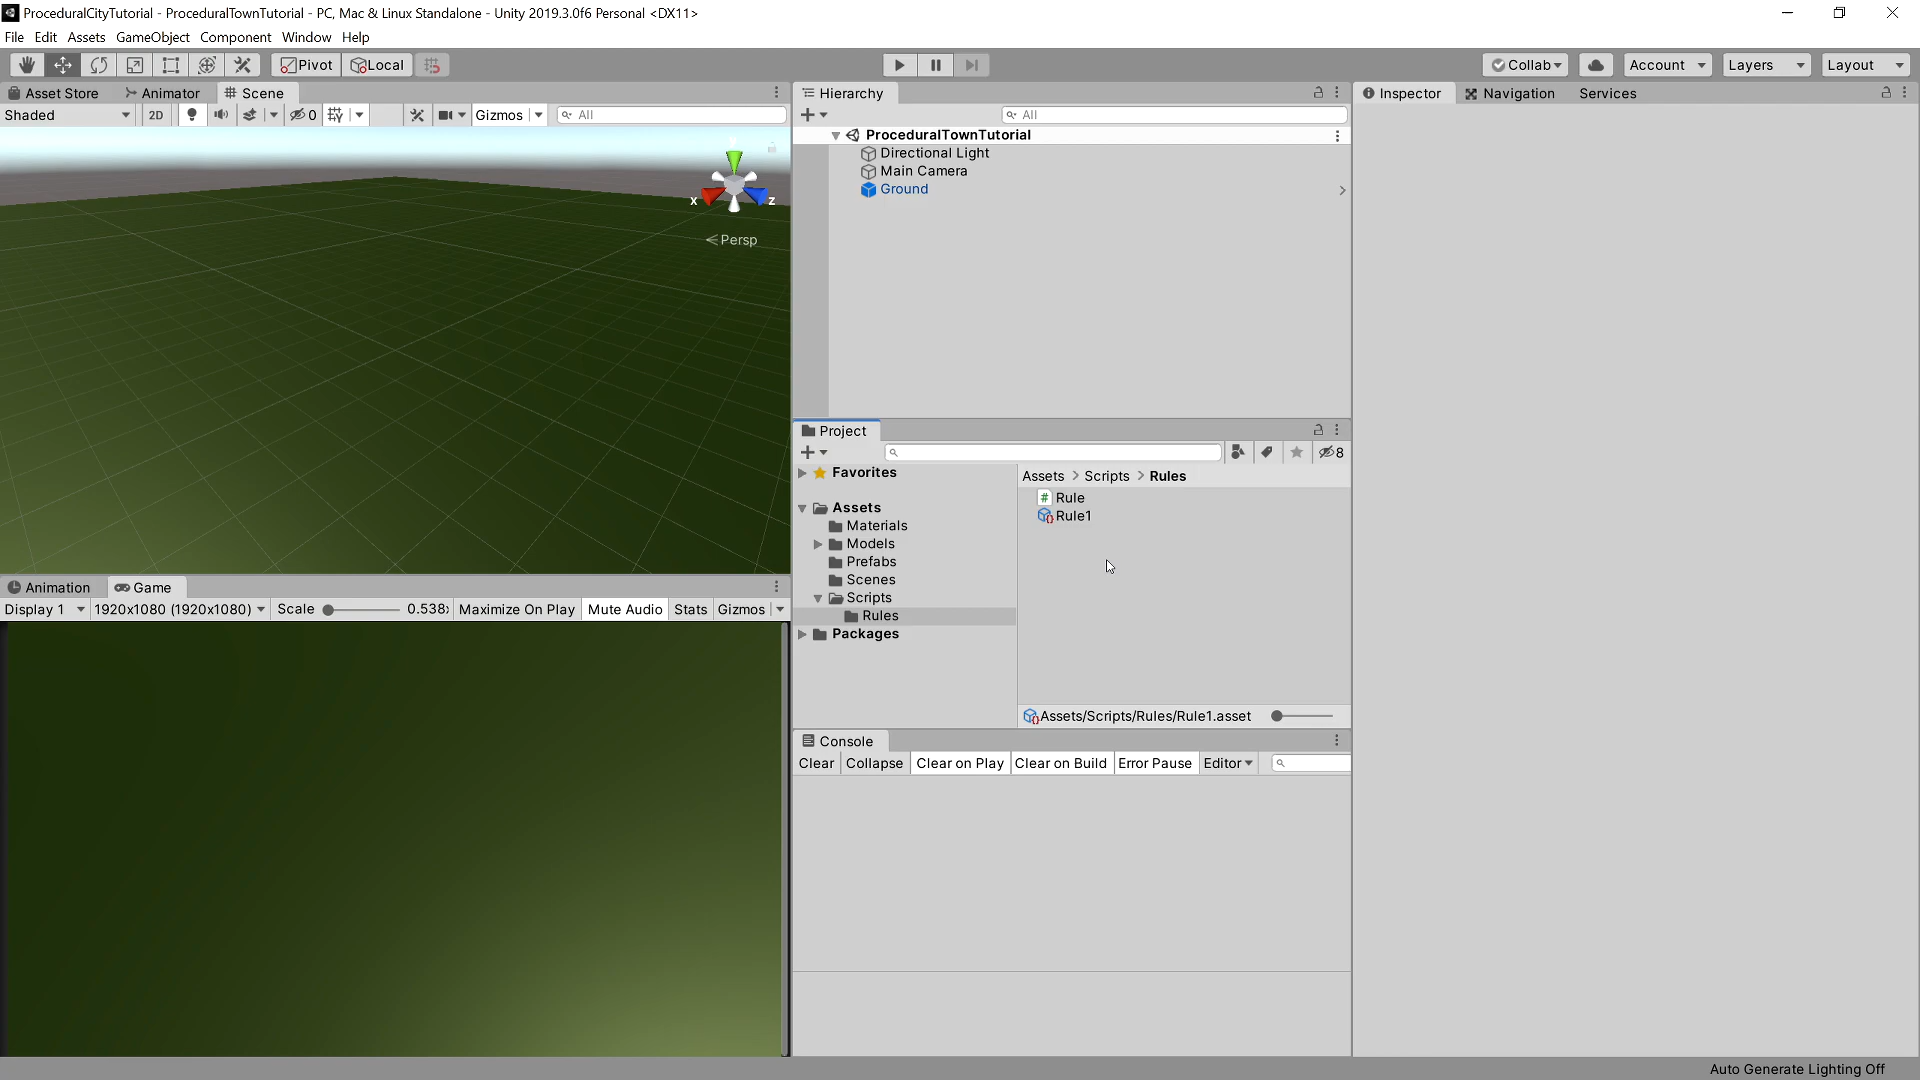 ProceduralCityTutorial - ProceduralTownTutorial - PC, Mac & Linux Standalone - Unity 2019.3.0f6 Personal <DX11>
File Edit Assets GameObject Component Window Help
Pivot Local Collab Account Layers Layout
Asset Store Animator Scene
Shaded 2D 0 Gizmos All
X Z
Persp
Hierarchy
All
ProceduralTownTutorial
Directional Light
Main Camera
Ground
Inspector Navigation Services
Project
8
Favorites
Assets
Materials
Models
Prefabs
Scenes
Scripts
Rules
Packages
Assets > Scripts > Rules
# Rule
Rule1
Assets/Scripts/Rules/Rule1.asset
Animation Game
Display 1 1920x1080 (1920x1080) Scale 0.538x Maximize On Play Mute Audio Stats Gizmos
Console
Clear Collapse Clear on Play Clear on Build Error Pause Editor
Auto Generate Lighting Off